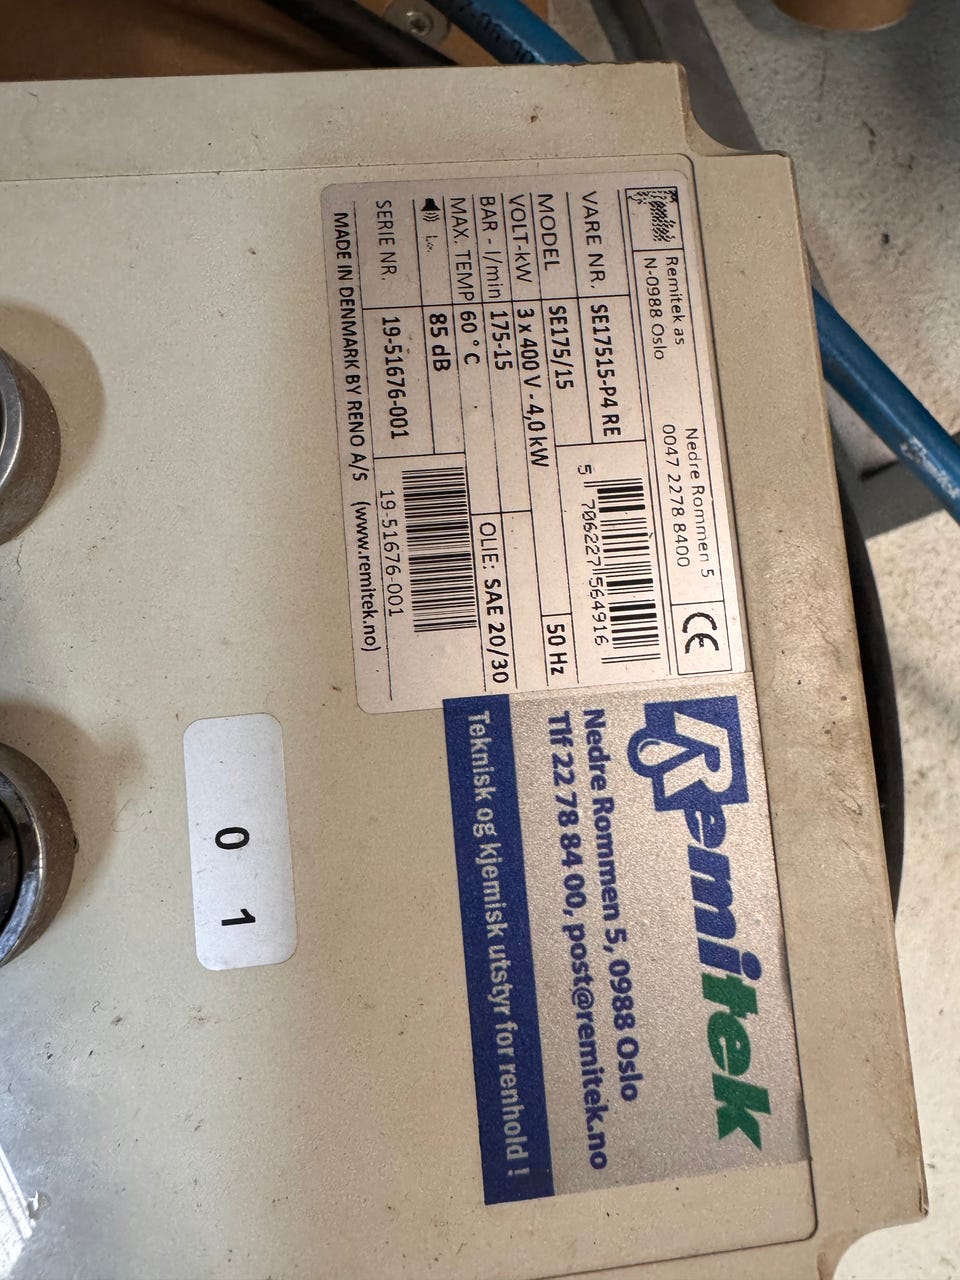 Remitek as
N-0988 Oslo
Nedre Rommen 5
0047 2278 8400
CE
VARE NR. SE17515-P4 RE
5 706227 564916
MODEL SE175/15
VOLT-kW 3 x 400 V - 4,0 kW 50 Hz
BAR - l/min 175-15
MAX. TEMP 60 °C
OLIE: SAE 20/30
85 dB
SERIE NR. 19-51676-001
19-51676-001
MADE IN DENMARK BY RENO A/S (www.remitek.no)
Remitek
Nedre Rommen 5, 0988 Oslo
Tlf 22 78 84 00, post@remitek.no
Teknisk og kjemisk utstyr for renhold !
0 1